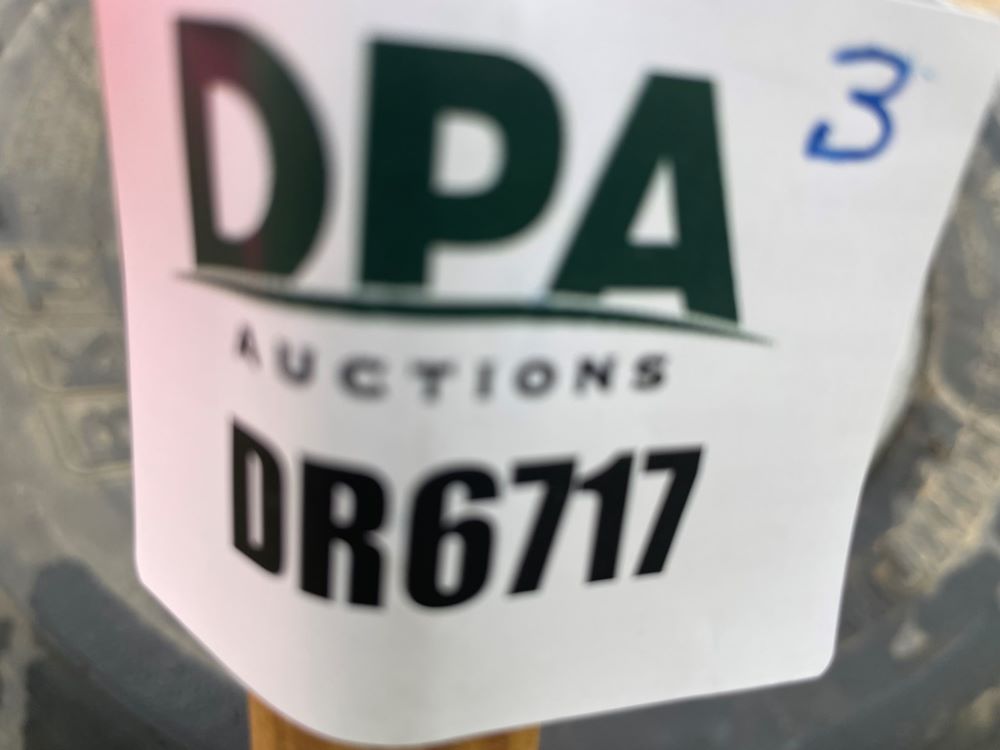 DPA
3
AUCTIONS
DR6717